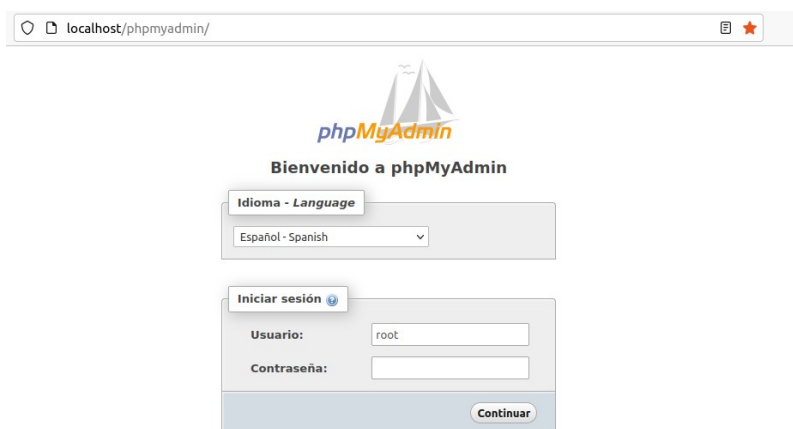 localhost/phpmyadmin/
phpMyAdmin
Bienvenido a phpMyAdmin
Idioma - Language
Español - Spanish
Iniciar sesión
Usuario:
root
Contraseña:
Continuar